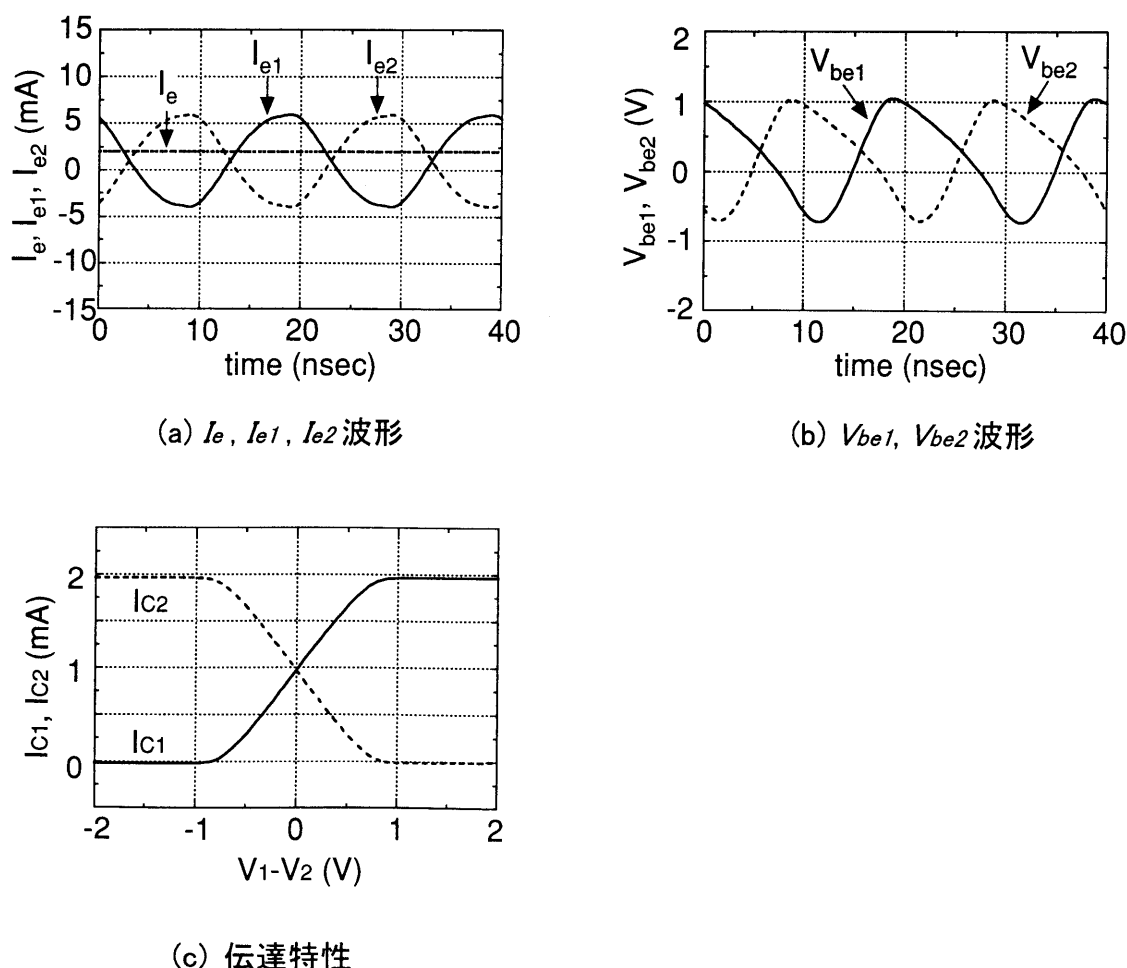 15
10
5
0
-5
-10
-15
Ie, Ie1, Ie2 (mA)
Ie
Ie1
Ie2
0 10 20 30 40
time (nsec)
(a) Ie , Ie1 , Ie2 波形
2
1
0
-1
-2
Vbe1, Vbe2 (V)
Vbe1
Vbe2
0 10 20 30 40
time (nsec)
(b) Vbe1, Vbe2 波形
2
1
0
IC1, IC2 (mA)
IC2
IC1
-2 -1 0 1 2
V1-V2 (V)
(c) 伝達特性